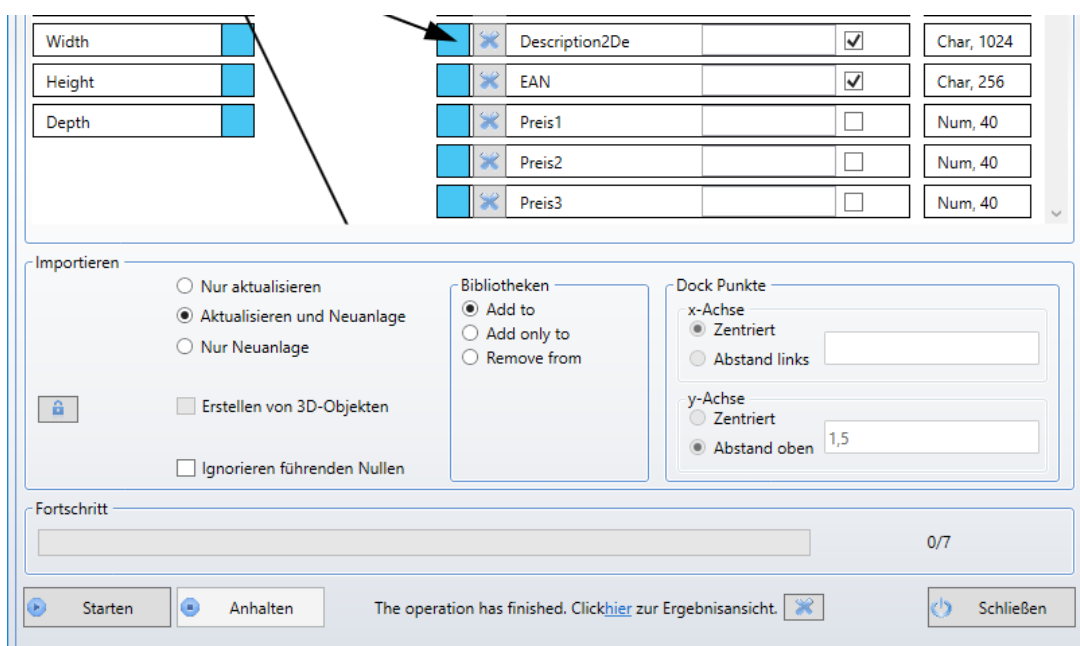 Width
Height
Depth
Description2De Char, 1024
EAN Char, 256
Preis1 Num, 40
Preis2 Num, 40
Preis3 Num, 40
Importieren
Nur aktualisieren
Aktualisieren und Neuanlage
Nur Neuanlage
Erstellen von 3D-Objekten
Ignorieren führenden Nullen
Bibliotheken
Add to
Add only to
Remove from
Dock Punkte
x-Achse
Zentriert
Abstand links
y-Achse
Zentriert
Abstand oben 1,5
Fortschritt
0/7
Starten
Anhalten
The operation has finished. Clickhier zur Ergebnisansicht.
Schließen